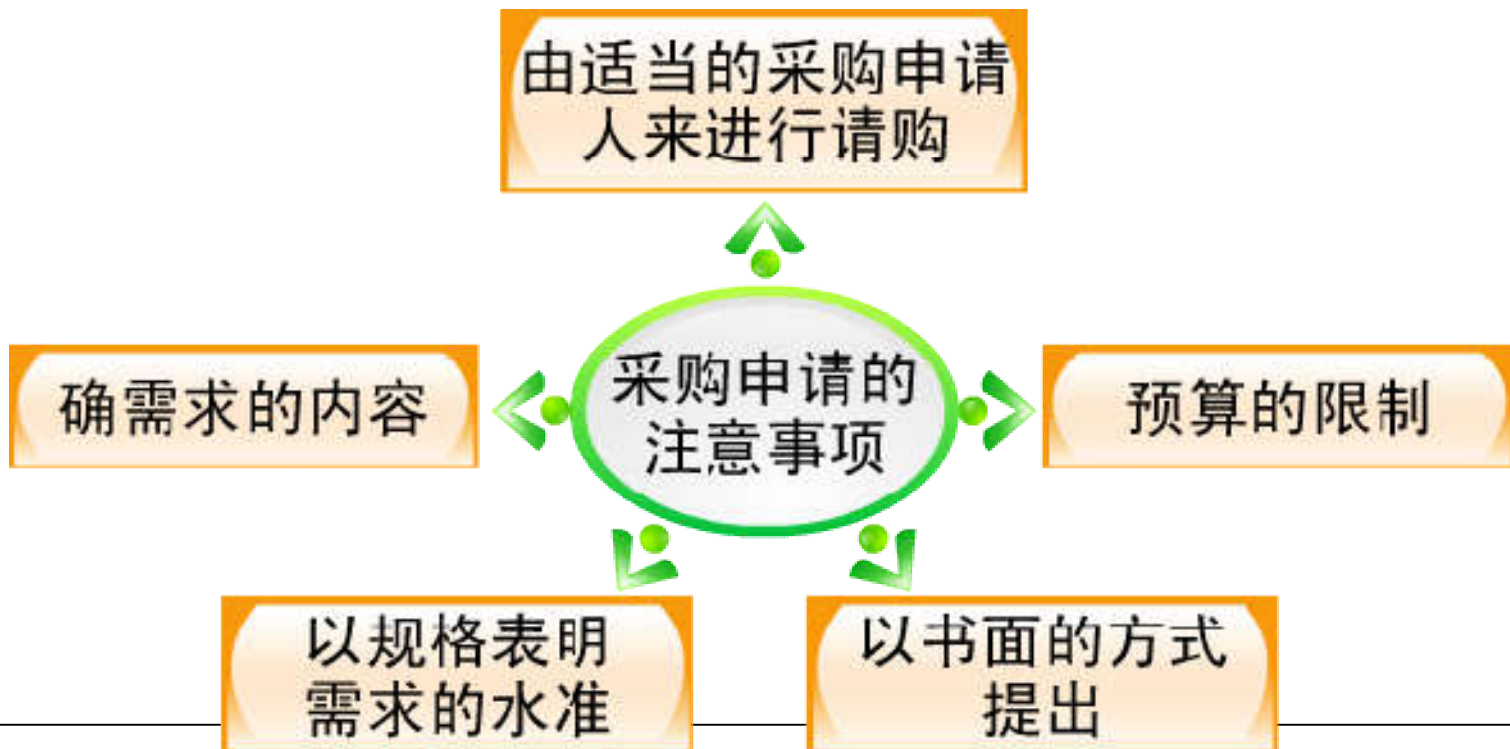 由适当的采购申请
人来进行请购
确需求的内容
采购申请的
注意事项
预算的限制
以规格表明
需求的水准
以书面的方式
提出